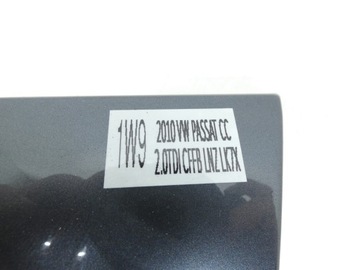 1W9 2010 VW PASSAT CC
2.0TDI CFFB LNZ LK7X